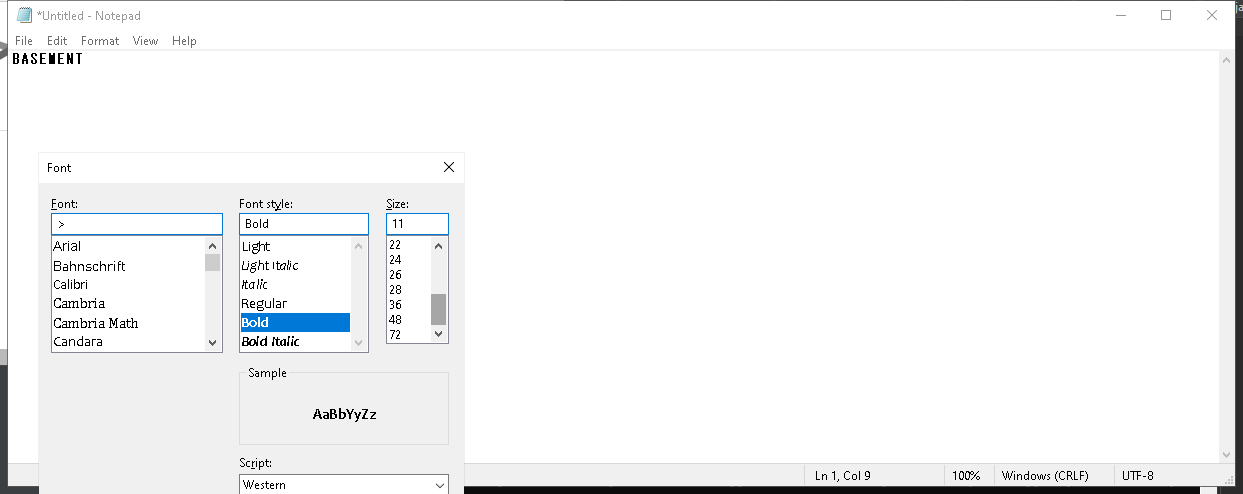 *Untitled - Notepad
File Edit Format View Help
BASEMENT
Font
Font: Font style: Size:
> Bold 11
Arial Light 22
Bahnschrift Light Italic 24
Calibri Italic 26
Cambria Regular 28
Cambria Math Bold 36
Candara Bold Italic 48
72
Sample
AaBbYyZz
Script:
Western
Ln 1, Col 9 100% Windows (CRLF) UTF-8